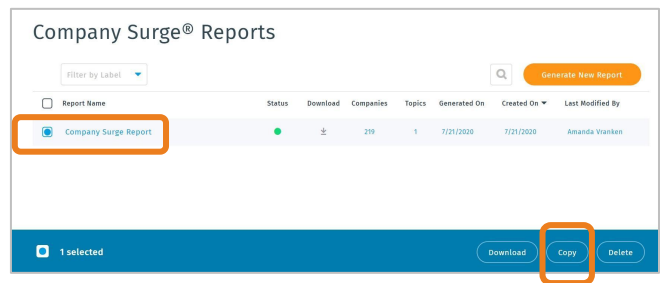 Company Surge® Reports
Filter by Label
Generate New Report
Report Name Status Download Companies Topics Generated On Created On Last Modified By
Company Surge Report 219 1 7/21/2020 7/21/2020 Amanda Vranken
1 selected Download Copy Delete